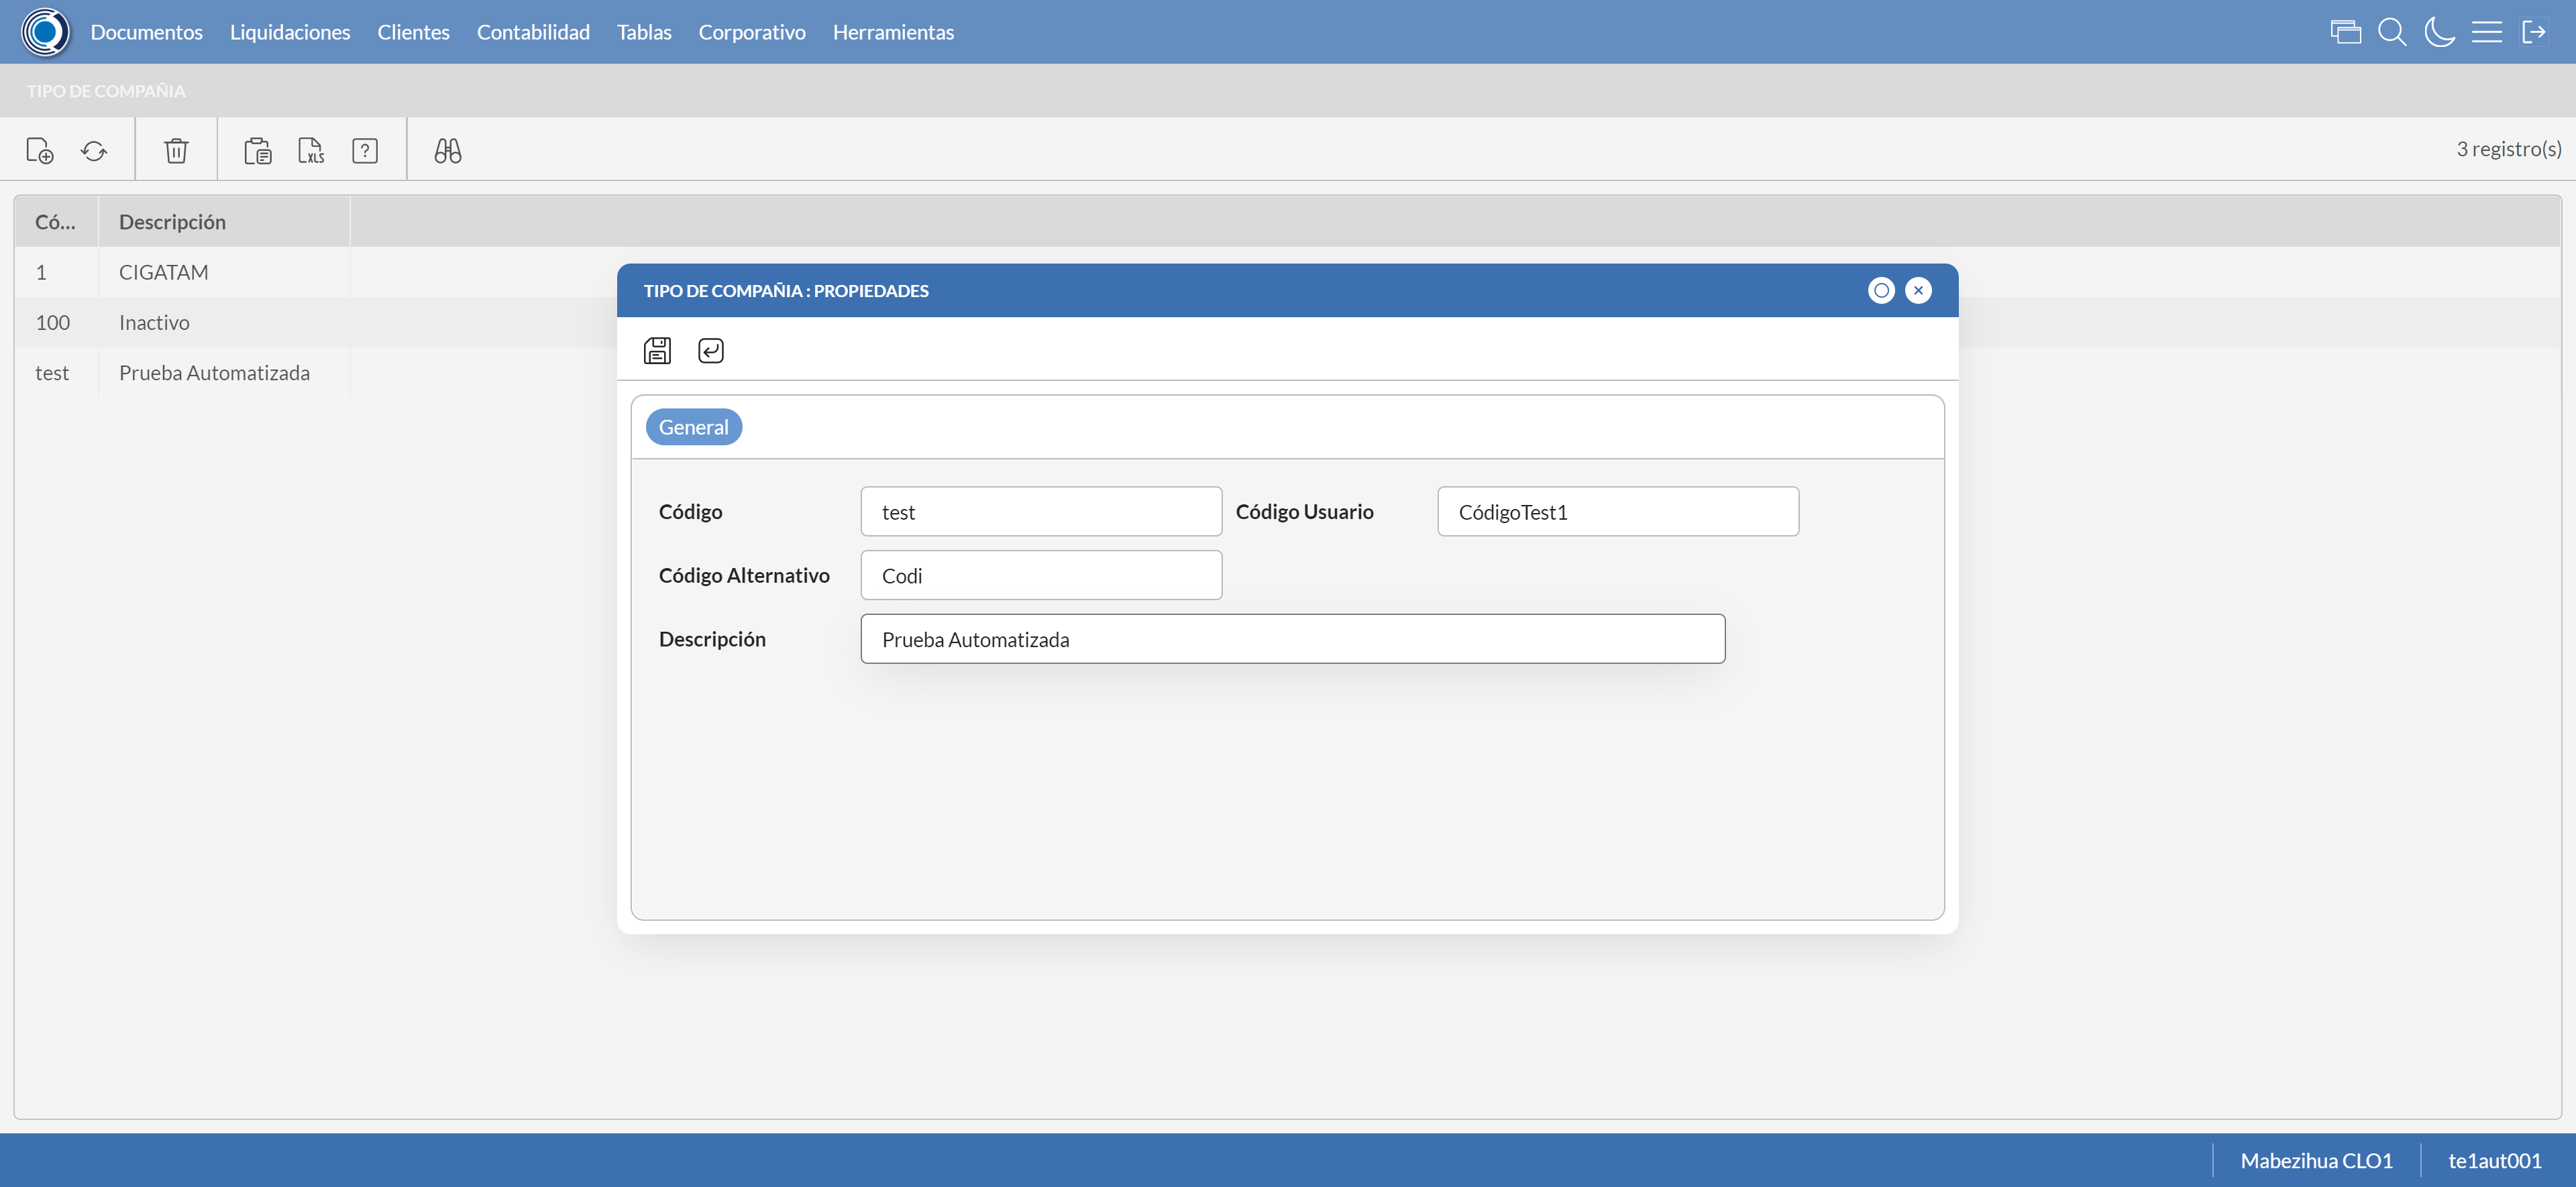 Documentos Liquidaciones Clientes Contabilidad Tablas Corporativo Herramientas
TIPO DE COMPAÑIA
XLS ? 3 registro(s)
Có... Descripción
1 CIGATAM
100 Inactivo
test Prueba Automatizada
TIPO DE COMPAÑIA : PROPIEDADES
General
Código test Código Usuario CódigoTest1
Código Alternativo Codi
Descripción Prueba Automatizada
Mabezihua CLO1 te1aut001